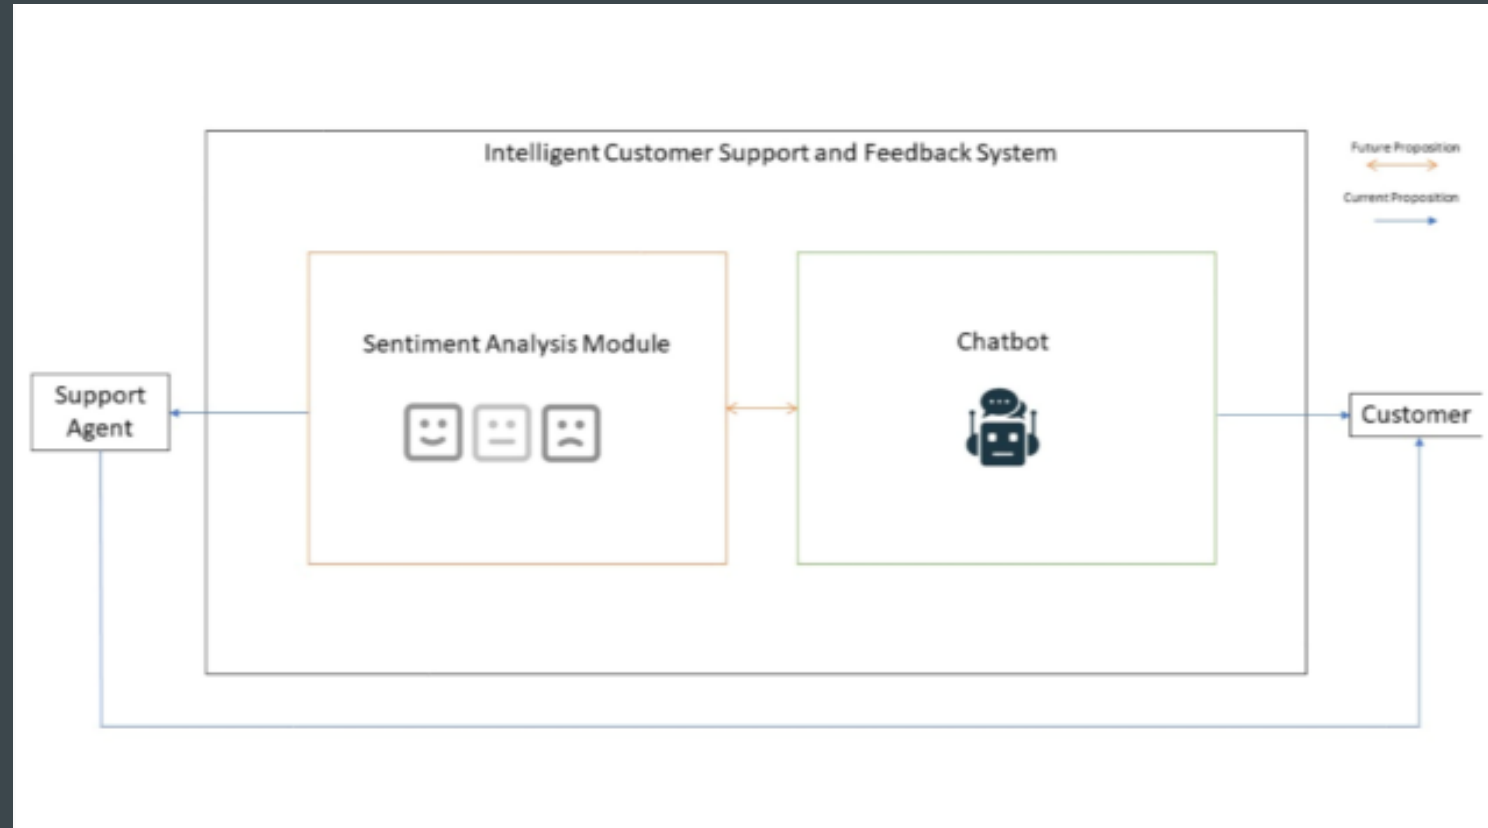 Intelligent Customer Support and Feedback System
Future Proposition
Current Proposition
Sentiment Analysis Module
Chatbot
Support
Agent
Customer